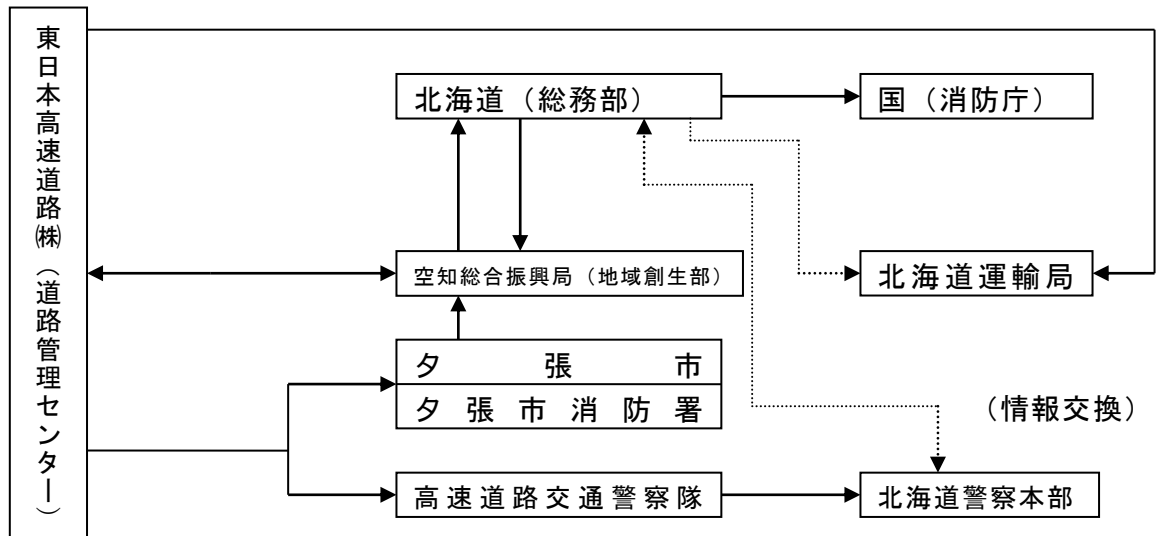 東日本高速道路㈱（道路管理センター）
北海道（総務部）
国（消防庁）
空知総合振興局（地域創生部）
北海道運輸局
夕張市
夕張市消防署
（情報交換）
高速道路交通警察隊
北海道警察本部